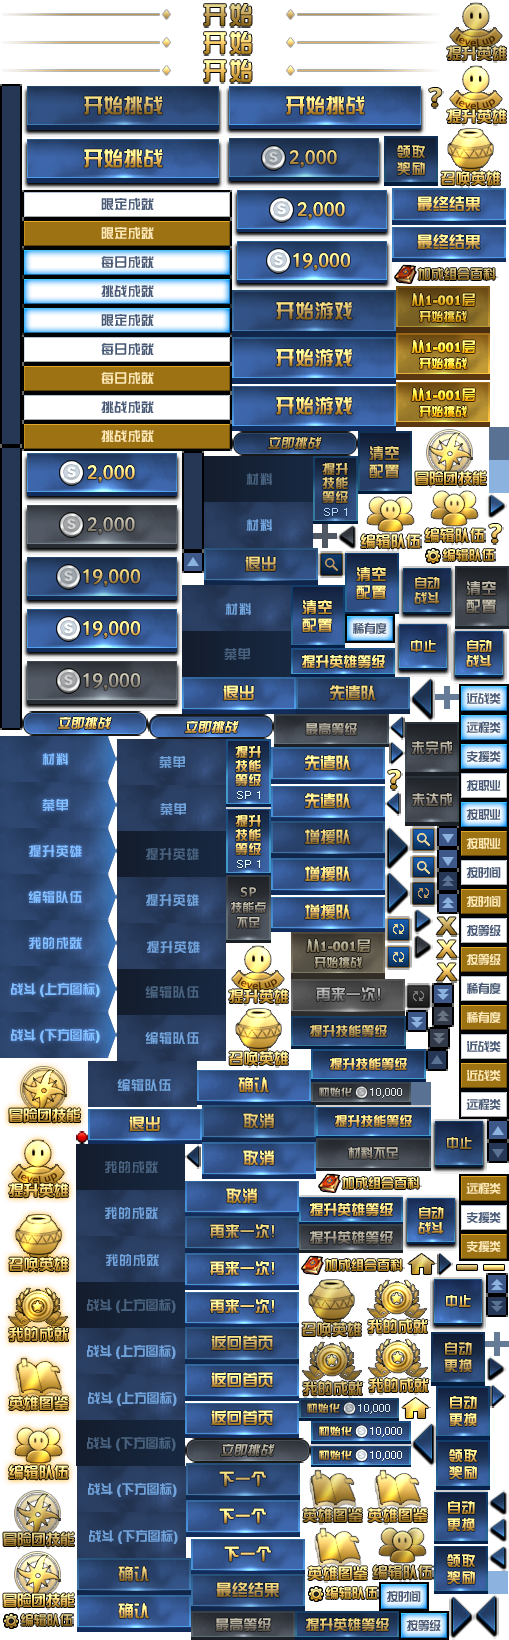 开始
开始
开始
level up
提升英雄
level up
提升英雄
开始挑战
开始挑战
?
开始挑战
2,000
领取
奖励
召唤英雄
限定成就
2,000
最终结果
限定成就
最终结果
每日成就
19,000
加成组合百科
挑战成就
开始游戏
从1-001层
开始挑战
限定成就
每日成就
开始游戏
从1-001层
开始挑战
每日成就
挑战成就
开始游戏
从1-001层
开始挑战
挑战成就
立即挑战
清空
配置
冒险团技能
2,000
材料
提升
技能
等级
SP 1
2,000
材料
编辑队伍
编辑队伍
?
编辑队伍
19,000
退出
清空
配置
自动
战斗
清空
配置
19,000
材料
清空
配置
稀有度
中止
自动
战斗
19,000
菜单
提升英雄等级
退出
先遣队
近战类
立即挑战
立即挑战
最高等级
远程类
材料
菜单
提升
技能
等级
SP 1
先遣队
未完成
支援类
?
按职业
菜单
菜单
先遣队
未达成
按职业
提升英雄
提升英雄
提升
技能
等级
SP 1
增援队
按职业
按时间
编辑队伍
提升英雄
SP
技能点
不足
增援队
按时间
我的成就
提升英雄
增援队
按等级
从1-001层
开始挑战
按等级
战斗 (上方图标)
编辑队伍
level up
提升英雄
再来一次!
稀有度
稀有度
战斗 (下方图标)
编辑队伍
召唤英雄
提升技能等级
近战类
提升技能等级
近战类
冒险团技能
编辑队伍
确认
初始化 10,000
远程类
退出
取消
提升技能等级
中止
level up
提升英雄
我的成就
取消
材料不足
我的成就
取消
加成组合百科
远程类
召唤英雄
再来一次!
提升英雄等级
自动
战斗
支援类
提升英雄等级
支援类
我的成就
再来一次!
加成组合百科
我的成就
战斗 (上方图标)
再来一次!
召唤英雄
我的成就
中止
战斗 (上方图标)
返回首页
我的成就
我的成就
自动
更换
英雄图鉴
战斗 (上方图标)
返回首页
初始化 10,000
自动
更换
返回首页
初始化 10,000
编辑队伍
战斗 (下方图标)
立即挑战
初始化 10,000
领取
奖励
战斗 (下方图标)
下一个
英雄图鉴
英雄图鉴
自动
更换
冒险团技能
战斗 (下方图标)
下一个
英雄图鉴
编辑队伍
领取
奖励
下一个
确认
最终结果
编辑队伍
按时间
冒险团技能
编辑队伍
确认
最高等级
提升英雄等级
按等级